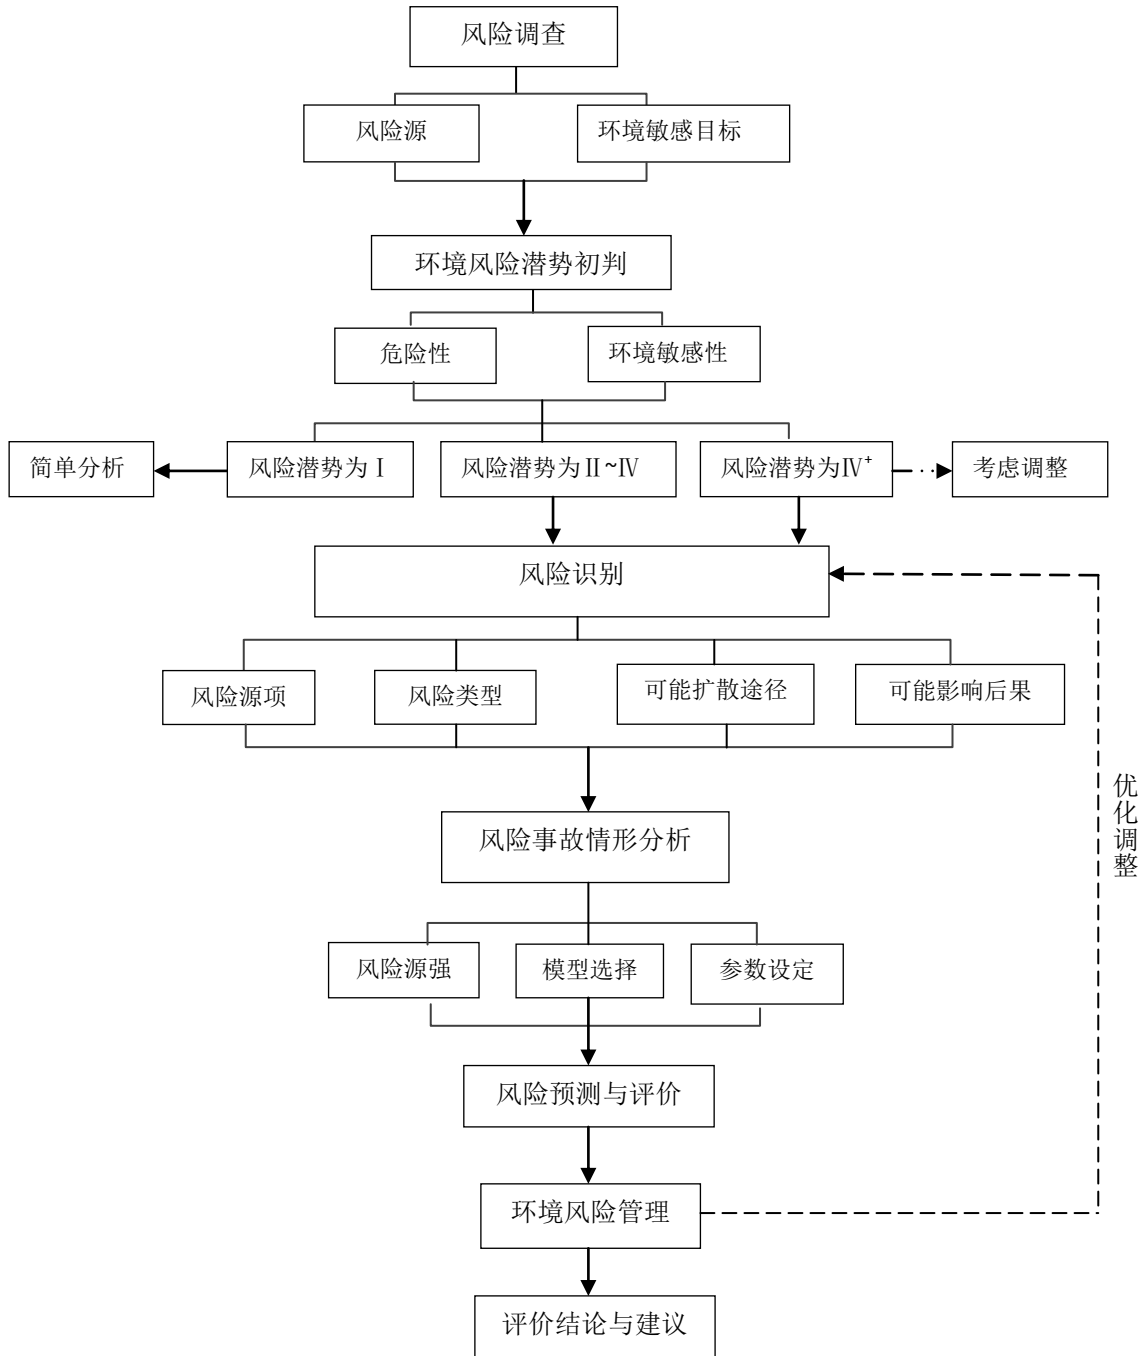 风险调查
风险源
环境敏感目标
环境风险潜势初判
危险性
环境敏感性
简单分析
风险潜势为Ⅰ
风险潜势为Ⅱ~Ⅳ
风险潜势为Ⅳ⁺
考虑调整
风险识别
风险源项
风险类型
可能扩散途径
可能影响后果
优化调整
风险事故情形分析
风险源强
模型选择
参数设定
风险预测与评价
环境风险管理
评价结论与建议